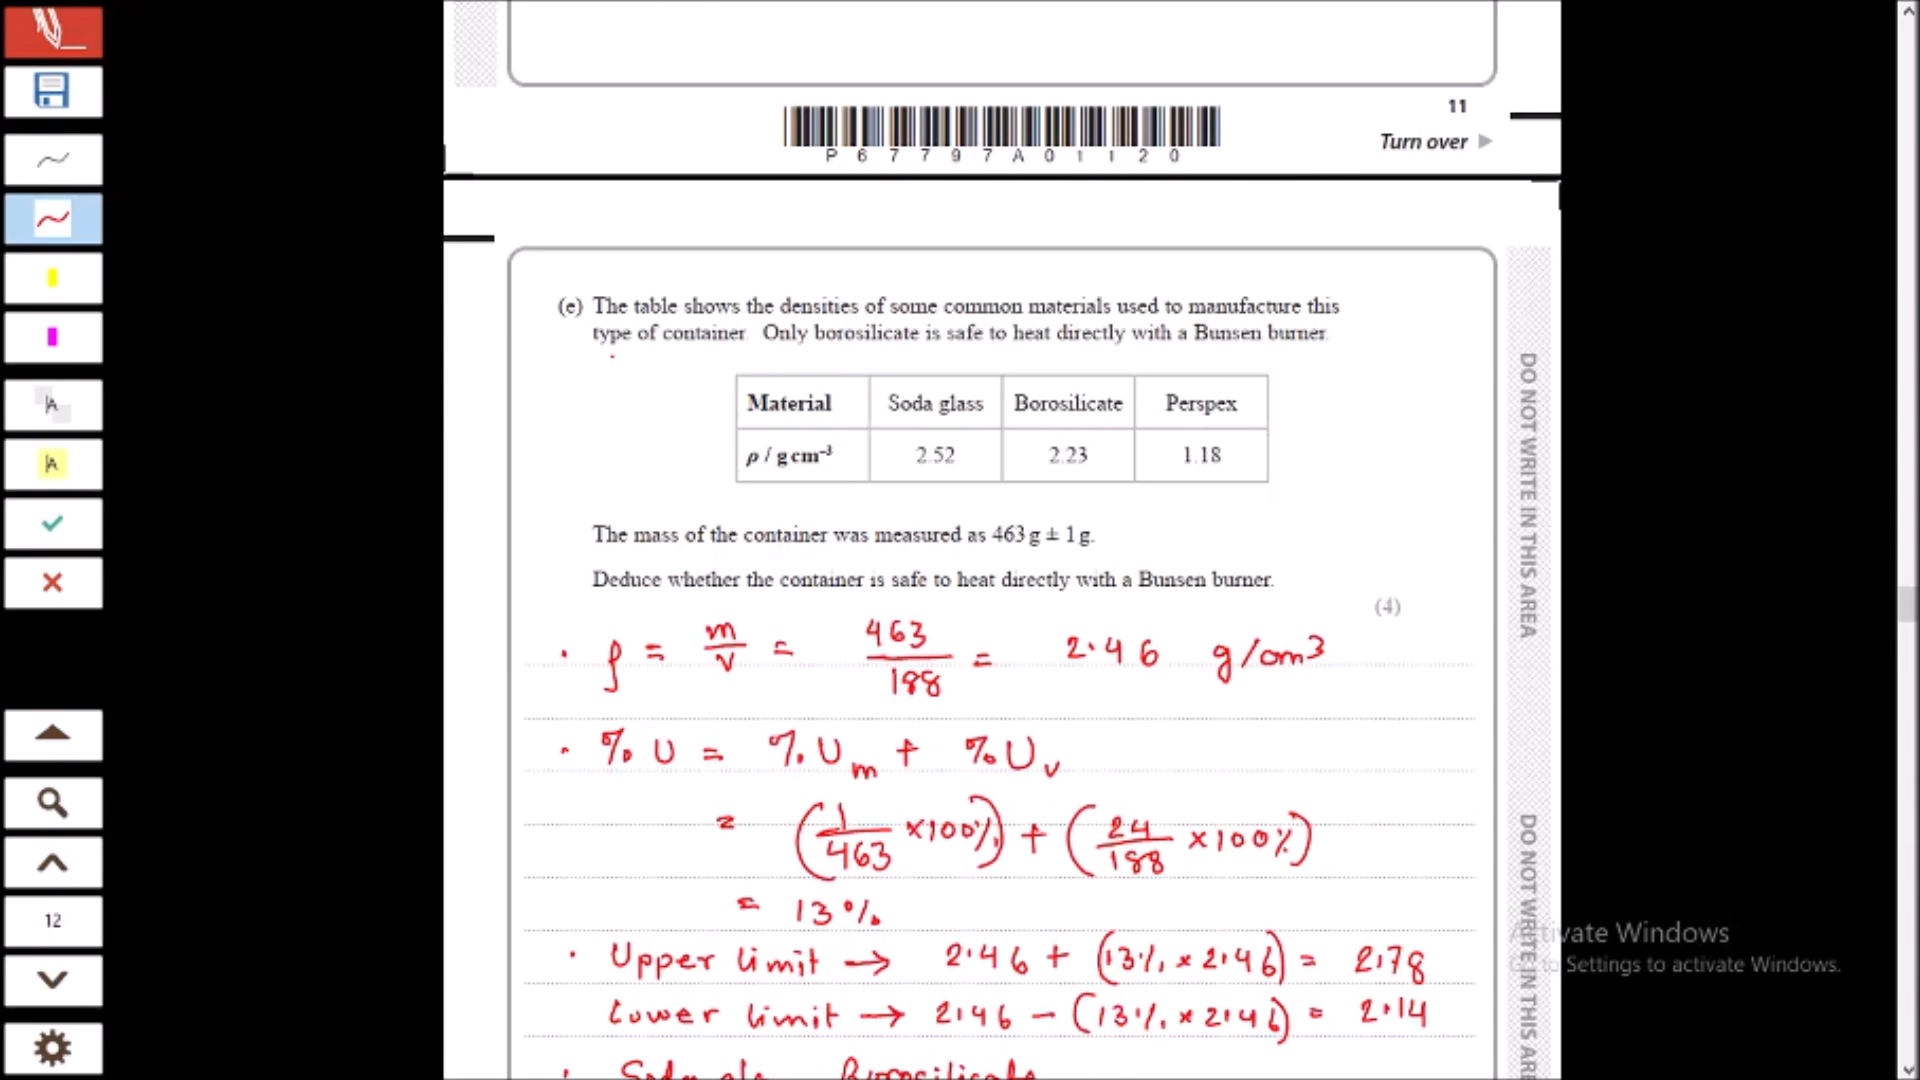 11
Turn over
P 6 7 7 9 7 A 0 1 1 2 0
(e) The table shows the densities of some common materials used to manufacture this
type of container. Only borosilicate is safe to heat directly with a Bunsen burner.
Material Soda glass Borosilicate Perspex
ρ / g cm⁻³ 2.52 2.23 1.18
The mass of the container was measured as 463 g ± 1 g.
Deduce whether the container is safe to heat directly with a Bunsen burner.
(4)
· ρ = m/v = 463/188 = 2.46 g/cm3
· % U = % U m + % U v
= (1/463 ×100%) + (24/188 ×100%)
= 13%
· Upper limit → 2.46 + (13% × 2.46) = 2.78
Lower limit → 2.46 − (13% × 2.46) = 2.14
Borosilicate
DO NOT WRITE IN THIS AREA
DO NOT WRITE IN THIS AR
12
Activate Windows
Settings to activate Windows.